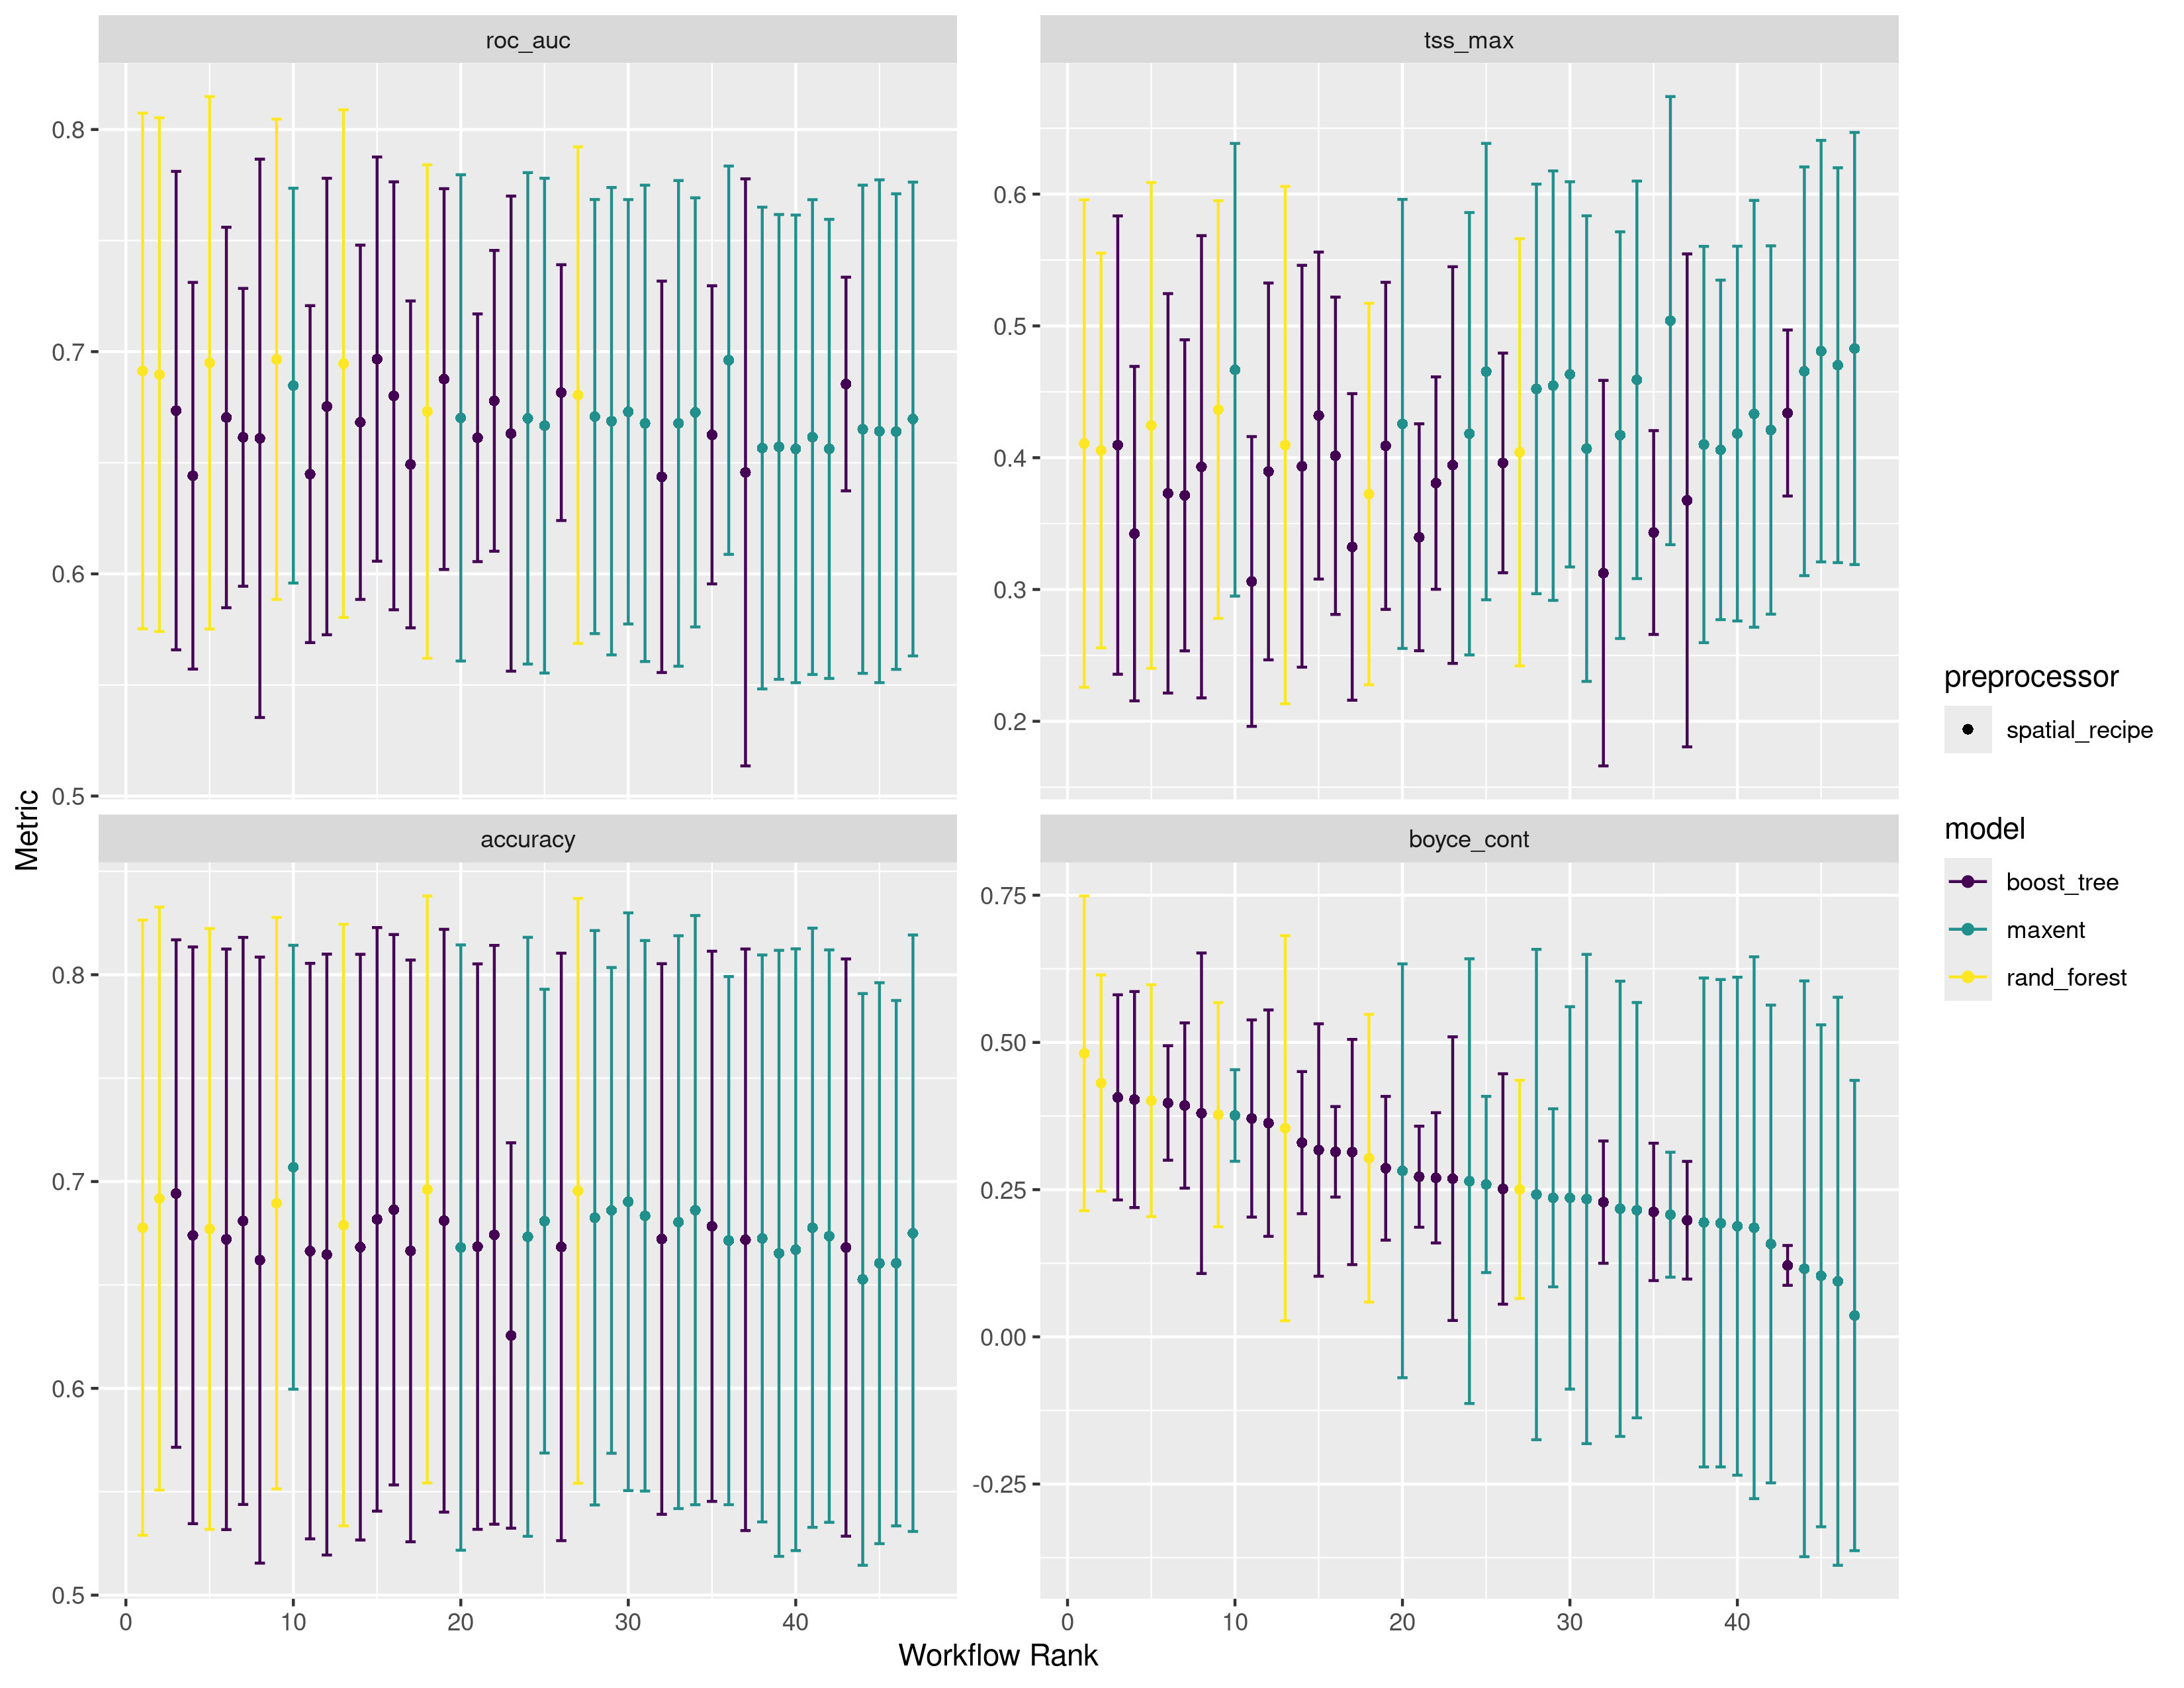 roc_auc
tss_max
0.8
0.7
0.6
0.5
0.6
0.5
0.4
0.3
0.2
Metric
accuracy
boyce_cont
0.8
0.7
0.6
0.5
0.75
0.50
0.25
0.00
-0.25
0 10 20 30 40
0 10 20 30 40
Workflow Rank
preprocessor
spatial_recipe
model
boost_tree
maxent
rand_forest